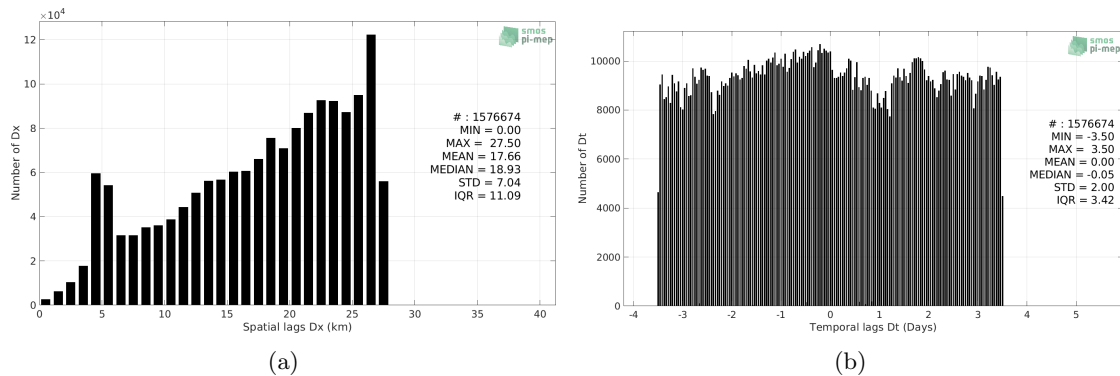 ×10⁴
12
10
8
6
4
2
0
Number of Dx
smos
pi-mep
# : 1576674
MIN = 0.00
MAX = 27.50
MEAN = 17.66
MEDIAN = 18.93
STD = 7.04
IQR = 11.09
0 5 10 15 20 25 30 35 40
Spatial lags Dx (km)
(a)
10000
8000
6000
4000
2000
0
Number of Dt
smos
pi-mep
# : 1576674
MIN = -3.50
MAX = 3.50
MEAN = 0.00
MEDIAN = -0.05
STD = 2.00
IQR = 3.42
-4 -3 -2 -1 0 1 2 3 4 5
Temporal lags Dt (Days)
(b)